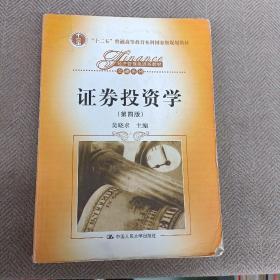 "十二五"普通高等教育本科国家级规划教材
Finance
证券投资学
（第四版）
吴晓求 主编
中国人民大学出版社